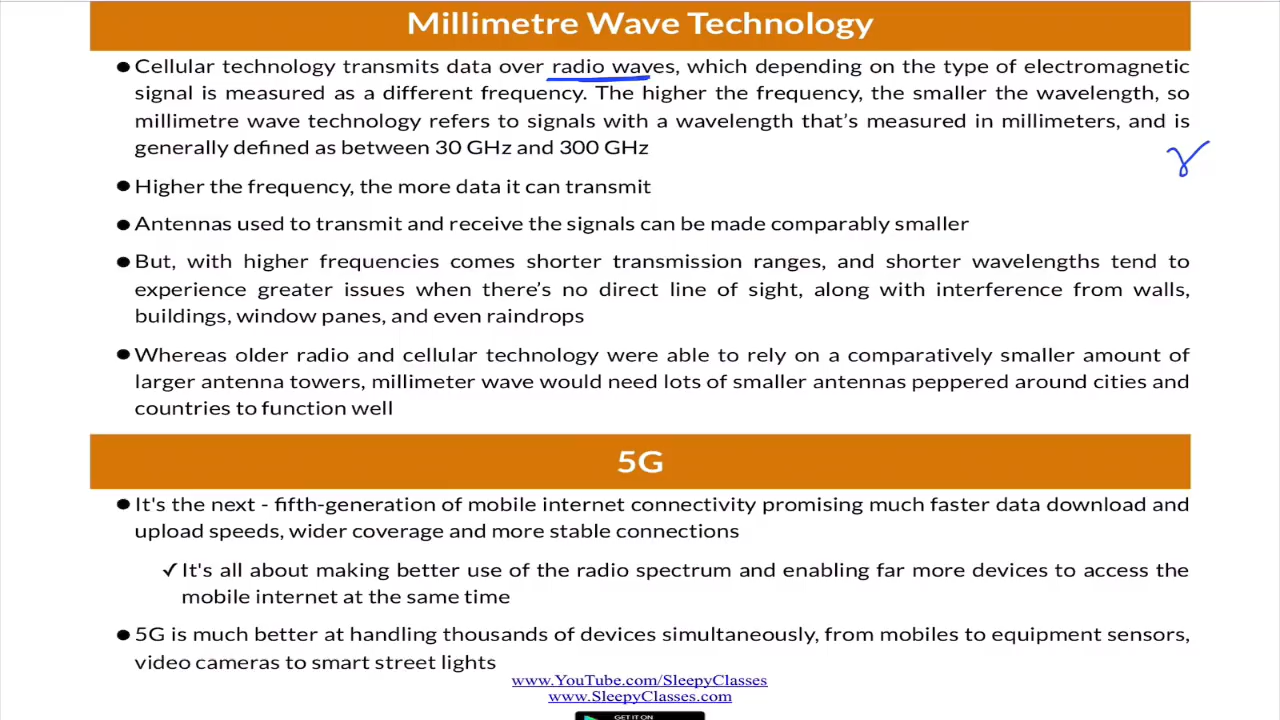 Millimetre Wave Technology
● Cellular technology transmits data over radio waves, which depending on the type of electromagnetic
signal is measured as a different frequency. The higher the frequency, the smaller the wavelength, so
millimetre wave technology refers to signals with a wavelength that's measured in millimeters, and is
generally defined as between 30 GHz and 300 GHz
γ
● Higher the frequency, the more data it can transmit
● Antennas used to transmit and receive the signals can be made comparably smaller
● But, with higher frequencies comes shorter transmission ranges, and shorter wavelengths tend to
experience greater issues when there's no direct line of sight, along with interference from walls,
buildings, window panes, and even raindrops
● Whereas older radio and cellular technology were able to rely on a comparatively smaller amount of
larger antenna towers, millimeter wave would need lots of smaller antennas peppered around cities and
countries to function well
5G
● It's the next - fifth-generation of mobile internet connectivity promising much faster data download and
upload speeds, wider coverage and more stable connections
✓ It's all about making better use of the radio spectrum and enabling far more devices to access the
mobile internet at the same time
● 5G is much better at handling thousands of devices simultaneously, from mobiles to equipment sensors,
video cameras to smart street lights
www.YouTube.com/SleepyClasses
www.SleepyClasses.com
GET IT ON